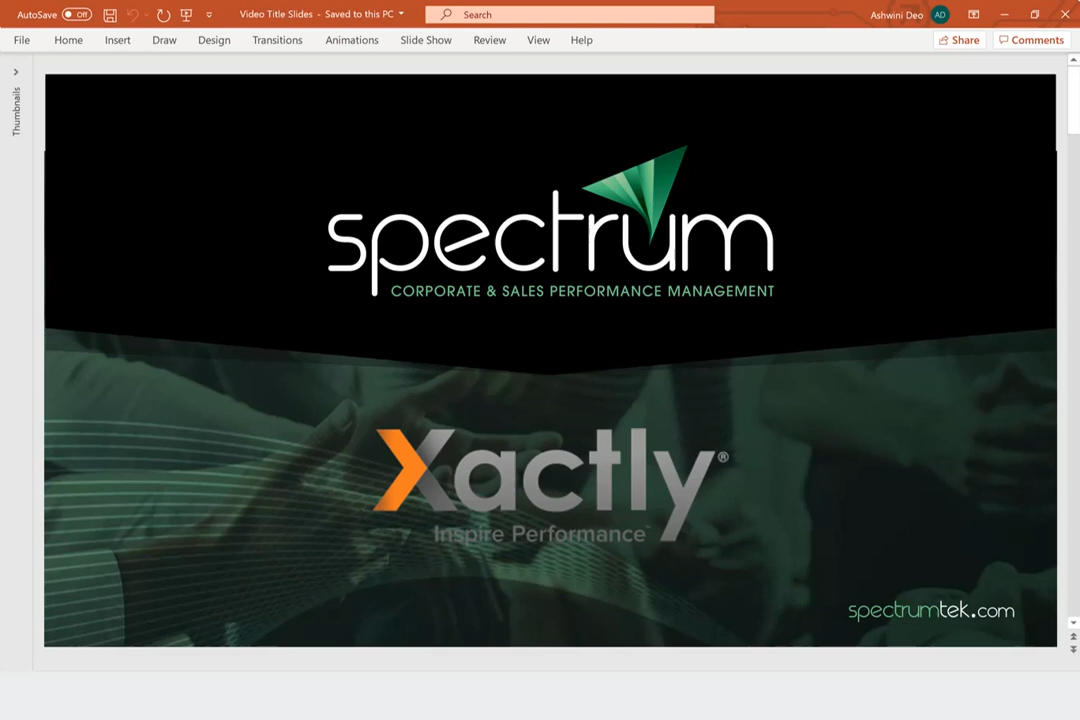 AutoSave Off Video Title Slides - Saved to this PC Search Ashwini Deo AD
File Home Insert Draw Design Transitions Animations Slide Show Review View Help Share Comments
Thumbnails
spectrum
CORPORATE & SALES PERFORMANCE MANAGEMENT
Xactly®
Inspire Performance™
spectrumtek.com